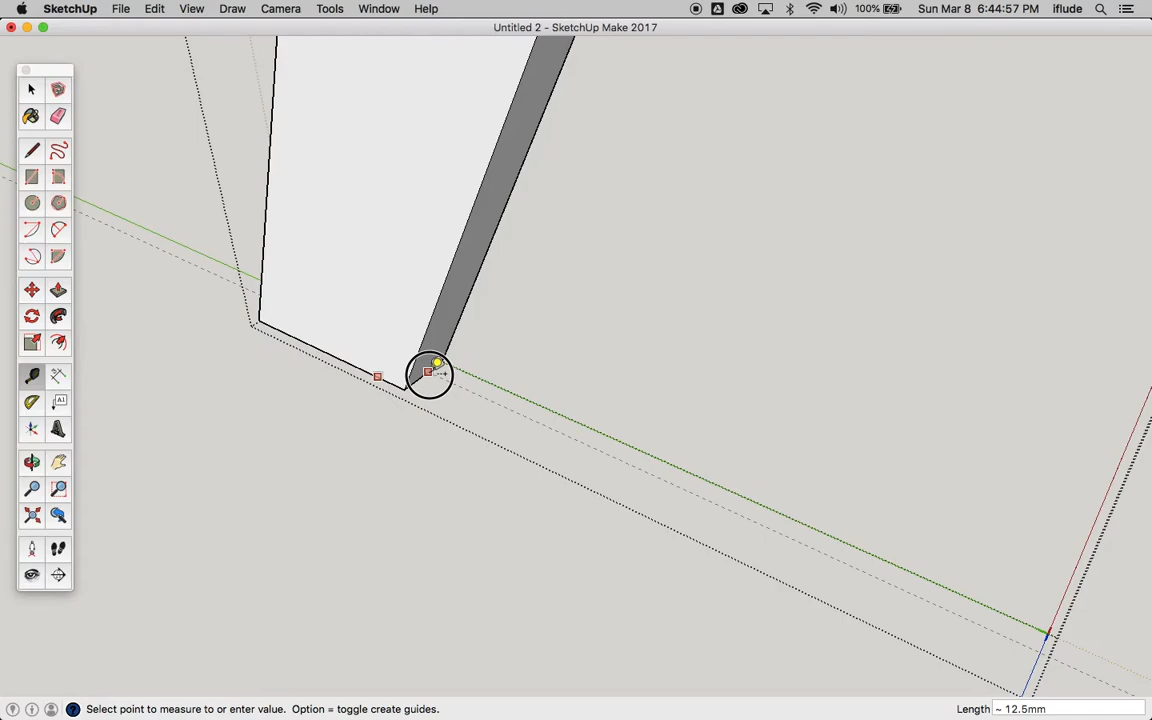 SketchUp File Edit View Draw Camera Tools Window Help 100% Sun Mar 8 6:44:57 PM iflude
Untitled 2 - SketchUp Make 2017
A1
Select point to measure to or enter value. Option = toggle create guides. Length ~ 12.5mm